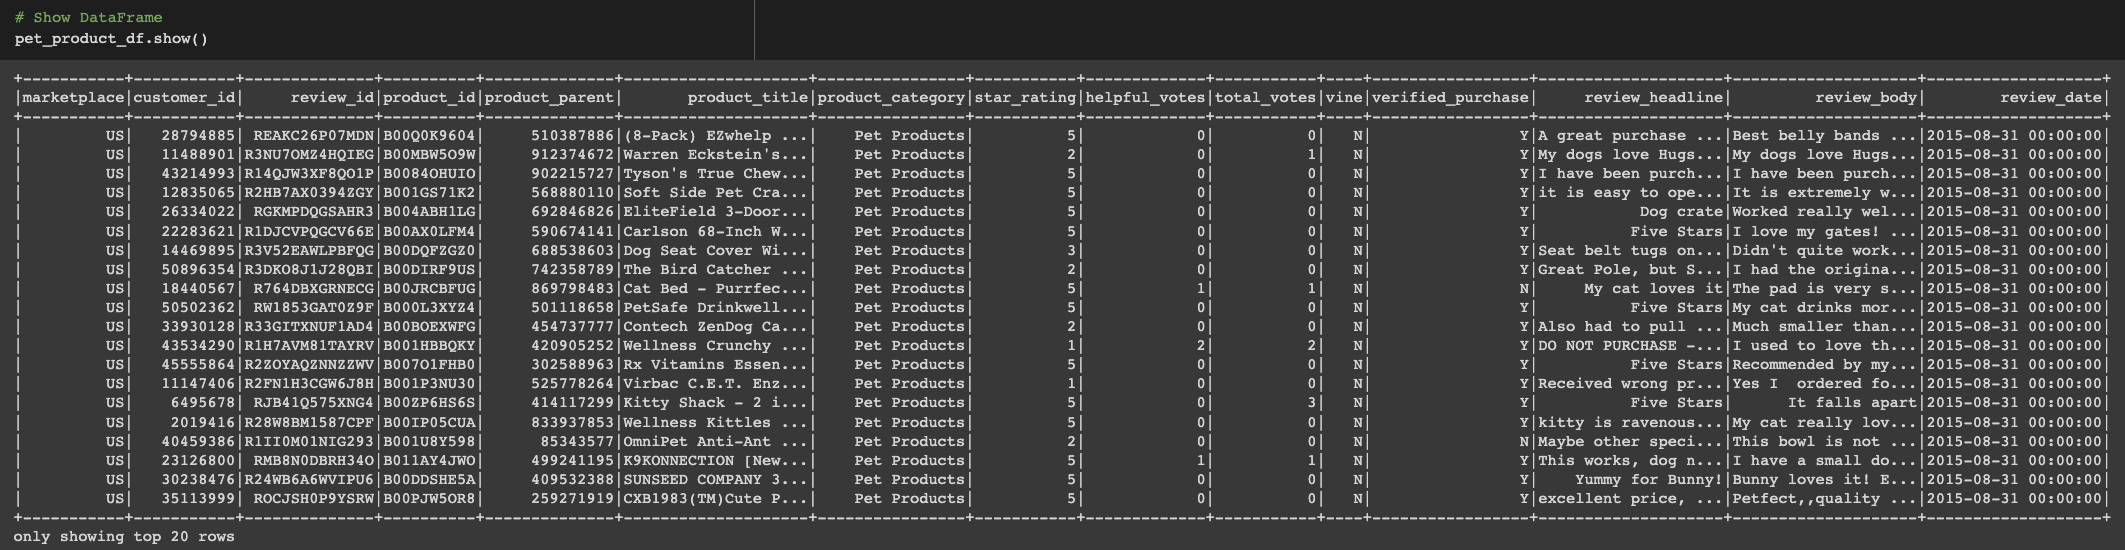 # Show DataFrame
pet_product_df.show()
+-----------+-----------+--------------+----------+--------------+--------------------+----------------+-----------+-------------+-----------+----+-----------------+--------------------+--------------------+-------------------+
|marketplace|customer_id|     review_id|product_id|product_parent|       product_title|product_category|star_rating|helpful_votes|total_votes|vine|verified_purchase|     review_headline|         review_body|        review_date|
+-----------+-----------+--------------+----------+--------------+--------------------+----------------+-----------+-------------+-----------+----+-----------------+--------------------+--------------------+-------------------+
|         US|   28794885| REAKC26P07MDN|B00Q0K9604|     510387886|(8-Pack) EZwhelp ...|    Pet Products|          5|            0|          0|   N|                Y|A great purchase ...|Best belly bands ...|2015-08-31 00:00:00|
|         US|   11488901|R3NU7OMZ4HQIEG|B00MBW5O9W|     912374672|Warren Eckstein's...|    Pet Products|          2|            0|          1|   N|                Y|My dogs love Hugs...|My dogs love Hugs...|2015-08-31 00:00:00|
|         US|   43214993|R14QJW3XF8QO1P|B0084OHUIO|     902215727|Tyson's True Chew...|    Pet Products|          5|            0|          0|   N|                Y|I have been purch...|I have been purch...|2015-08-31 00:00:00|
|         US|   12835065|R2HB7AX0394ZGY|B001GS71K2|     568880110|Soft Side Pet Cra...|    Pet Products|          5|            0|          0|   N|                Y|it is easy to ope...|It is extremely w...|2015-08-31 00:00:00|
|         US|   26334022| RGKMPDQGSAHR3|B004ABH1LG|     692846826|EliteField 3-Door...|    Pet Products|          5|            0|          0|   N|                Y|           Dog crate|Worked really wel...|2015-08-31 00:00:00|
|         US|   22283621|R1DJCVPQGCV66E|B00AX0LFM4|     590674141|Carlson 68-Inch W...|    Pet Products|          5|            0|          0|   N|                Y|          Five Stars|I love my gates! ...|2015-08-31 00:00:00|
|         US|   14469895|R3V52EAWLPBFQG|B00DQFZGZ0|     688538603|Dog Seat Cover Wi...|    Pet Products|          3|            0|          0|   N|                Y|Seat belt tugs on...|Didn't quite work...|2015-08-31 00:00:00|
|         US|   50896354|R3DKO8J1J28QBI|B00DIRF9US|     742358789|The Bird Catcher ...|    Pet Products|          2|            0|          0|   N|                Y|Great Pole, but S...|I had the origina...|2015-08-31 00:00:00|
|         US|   18440567| R764DBXGRNECG|B00JRCBFUG|     869798483|Cat Bed - Purrfec...|    Pet Products|          5|            1|          1|   N|                N|     My cat loves it|The pad is very s...|2015-08-31 00:00:00|
|         US|   50502362| RW1853GAT0Z9F|B000L3XYZ4|     501118658|PetSafe Drinkwell...|    Pet Products|          5|            0|          0|   N|                Y|          Five Stars|My cat drinks mor...|2015-08-31 00:00:00|
|         US|   33930128|R33GITXNUF1AD4|B00BOEXWFG|     454737777|Contech ZenDog Ca...|    Pet Products|          2|            0|          0|   N|                Y|Also had to pull ...|Much smaller than...|2015-08-31 00:00:00|
|         US|   43534290|R1H7AVM81TAYRV|B001HBBQKY|     420905252|Wellness Crunchy ...|    Pet Products|          1|            2|          2|   N|                Y|DO NOT PURCHASE -...|I used to love th...|2015-08-31 00:00:00|
|         US|   45555864|R2ZOYAQZNNZZWV|B007O1FHB0|     302588963|Rx Vitamins Essen...|    Pet Products|          5|            0|          0|   N|                Y|          Five Stars|Recommended by my...|2015-08-31 00:00:00|
|         US|   11147406|R2FN1H3CGW6J8H|B001P3NU30|     525778264|Virbac C.E.T. Enz...|    Pet Products|          1|            0|          0|   N|                Y|Received wrong pr...|Yes I  ordered fo...|2015-08-31 00:00:00|
|         US|    6495678| RJB41Q575XNG4|B00ZP6HS6S|     414117299|Kitty Shack - 2 i...|    Pet Products|          5|            0|          3|   N|                Y|          Five Stars|      It falls apart|2015-08-31 00:00:00|
|         US|    2019416|R28W8BM1587CPF|B00IP05CUA|     833937853|Wellness Kittles ...|    Pet Products|          5|            0|          0|   N|                Y|kitty is ravenous...|My cat really lov...|2015-08-31 00:00:00|
|         US|   40459386|R1II0M01NIG293|B001U8Y598|      85343577|OmniPet Anti-Ant ...|    Pet Products|          2|            0|          0|   N|                N|Maybe other speci...|This bowl is not ...|2015-08-31 00:00:00|
|         US|   23126800| RMB8N0DBRH34O|B011AY4JWO|     499241195|K9KONNECTION [New...|    Pet Products|          5|            1|          1|   N|                Y|This works, dog n...|I have a small do...|2015-08-31 00:00:00|
|         US|   30238476|R24WB6A6WVIPU6|B00DDSHE5A|     409532388|SUNSEED COMPANY 3...|    Pet Products|          5|            0|          0|   N|                Y|    Yummy for Bunny!|Bunny loves it! E...|2015-08-31 00:00:00|
|         US|   35113999| ROCJSH0P9YSRW|B00PJW5OR8|     259271919|CXB1983(TM)Cute P...|    Pet Products|          5|            0|          0|   N|                Y|excellent price, ...|Petfect,,quality ...|2015-08-31 00:00:00|
+-----------+-----------+--------------+----------+--------------+--------------------+----------------+-----------+-------------+-----------+----+-----------------+--------------------+--------------------+-------------------+
only showing top 20 rows